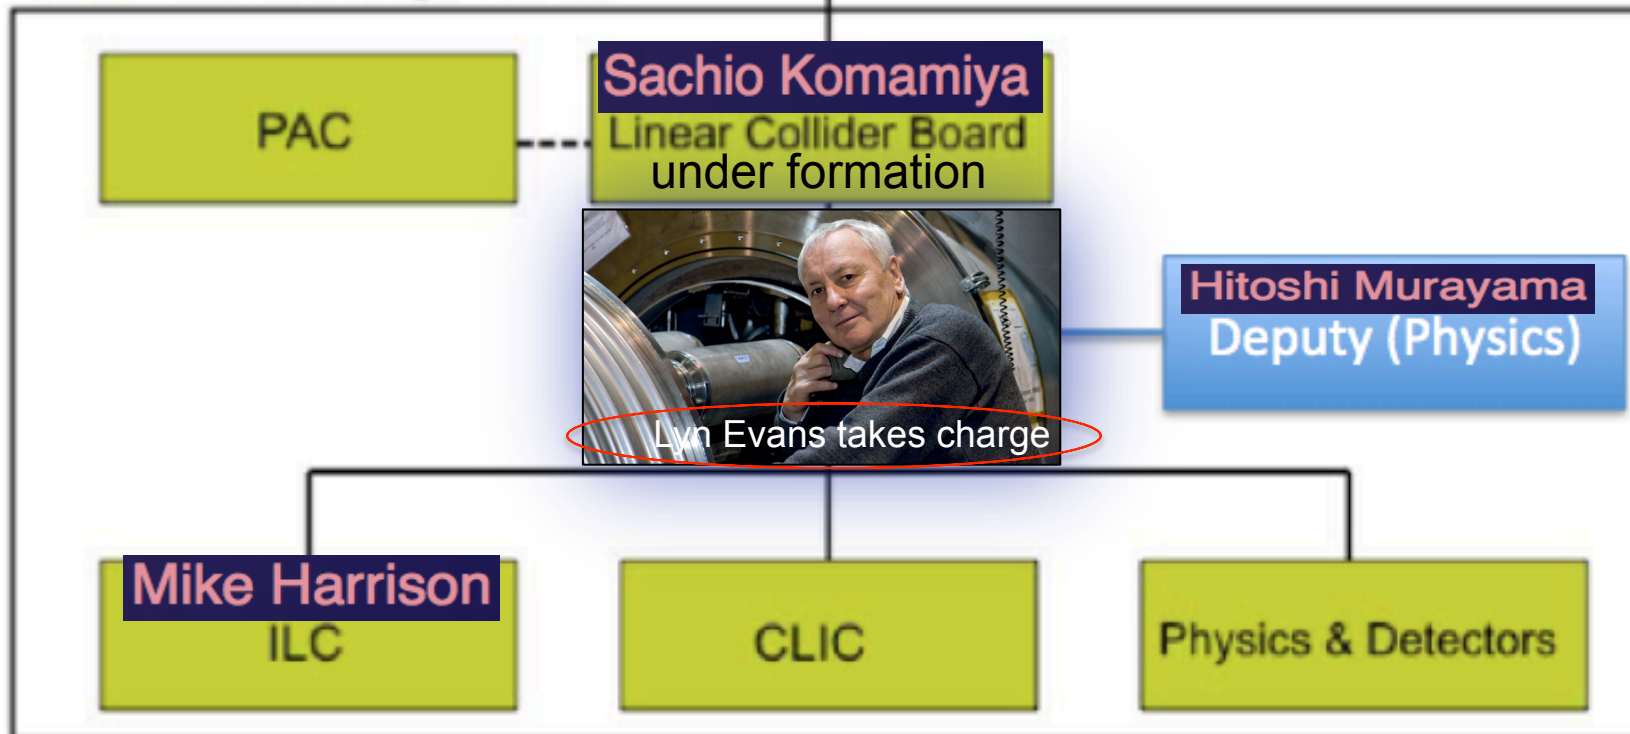 PAC
Sachio Komamiya
Linear Collider Board
under formation
Hitoshi Murayama
Deputy (Physics)
Lyn Evans takes charge
Mike Harrison
ILC
CLIC
Physics & Detectors